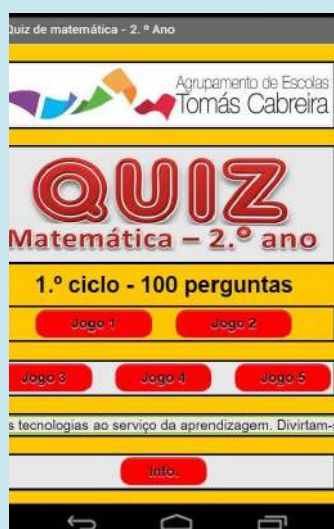 Quiz de matemática - 2. º Ano
Agrupamento de Escolas
Tomás Cabreira
QUIZ
Matemática – 2.º ano
1.º ciclo - 100 perguntas
Jogo 1 Jogo 2
Jogo 3 Jogo 4 Jogo 5
s tecnologias ao serviço da aprendizagem. Divirtam-
Info.